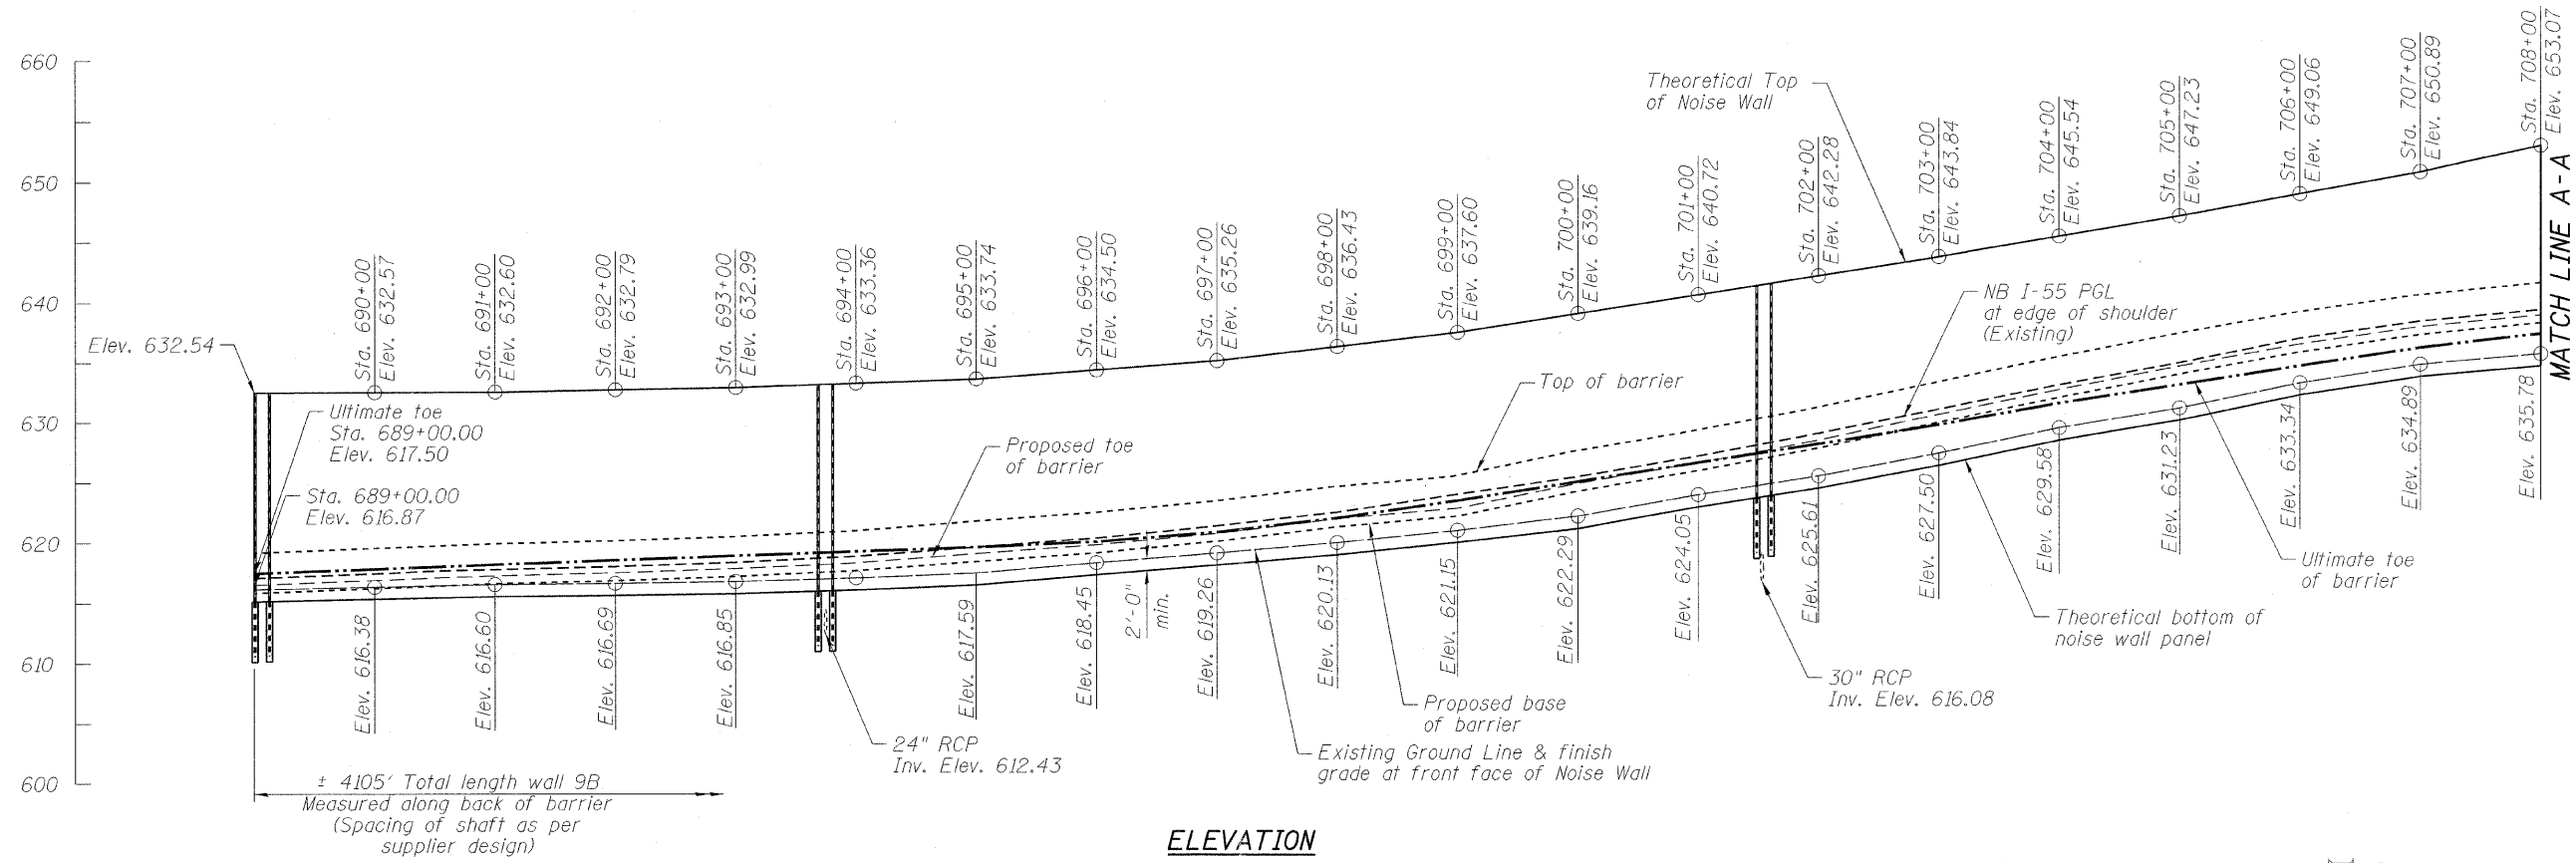 660
650
640
630
620
610
600
Elev. 632.54
Sta. 690+00
Elev. 632.57
Sta. 691+00
Elev. 632.60
Sta. 692+00
Elev. 632.79
Sta. 693+00
Elev. 632.99
Sta. 694+00
Elev. 633.36
Sta. 695+00
Elev. 633.74
Sta. 696+00
Elev. 634.50
Sta. 697+00
Elev. 635.26
Sta. 698+00
Elev. 636.43
Sta. 699+00
Elev. 637.60
Sta. 700+00
Elev. 639.16
Sta. 701+00
Elev. 640.72
Sta. 702+00
Elev. 642.28
Sta. 703+00
Elev. 643.84
Sta. 704+00
Elev. 645.54
Sta. 705+00
Elev. 647.23
Sta. 706+00
Elev. 649.06
Sta. 707+00
Elev. 650.89
Sta. 708+00
Elev. 653.07
MATCH LINE A-A
Theoretical Top
of Noise Wall
NB I-55 PGL
at edge of shoulder
(Existing)
Top of barrier
Ultimate toe
Sta. 689+00.00
Elev. 617.50
Sta. 689+00.00
Elev. 616.87
Proposed toe
of barrier
Elev. 616.38
Elev. 616.60
Elev. 616.69
Elev. 616.85
Elev. 617.59
Elev. 618.45
2'-0"
min.
Elev. 619.26
Elev. 620.13
Elev. 621.15
Elev. 622.29
Elev. 624.05
Elev. 625.61
Elev. 627.50
Elev. 629.58
Elev. 631.23
Elev. 633.34
Elev. 634.89
Elev. 635.78
Ultimate toe
of barrier
Theoretical bottom of
noise wall panel
30" RCP
Inv. Elev. 616.08
Proposed base
of barrier
Existing Ground Line & finish
grade at front face of Noise Wall
24" RCP
Inv. Elev. 612.43
± 4105' Total length wall 9B
Measured along back of barrier
(Spacing of shaft as per
supplier design)
ELEVATION